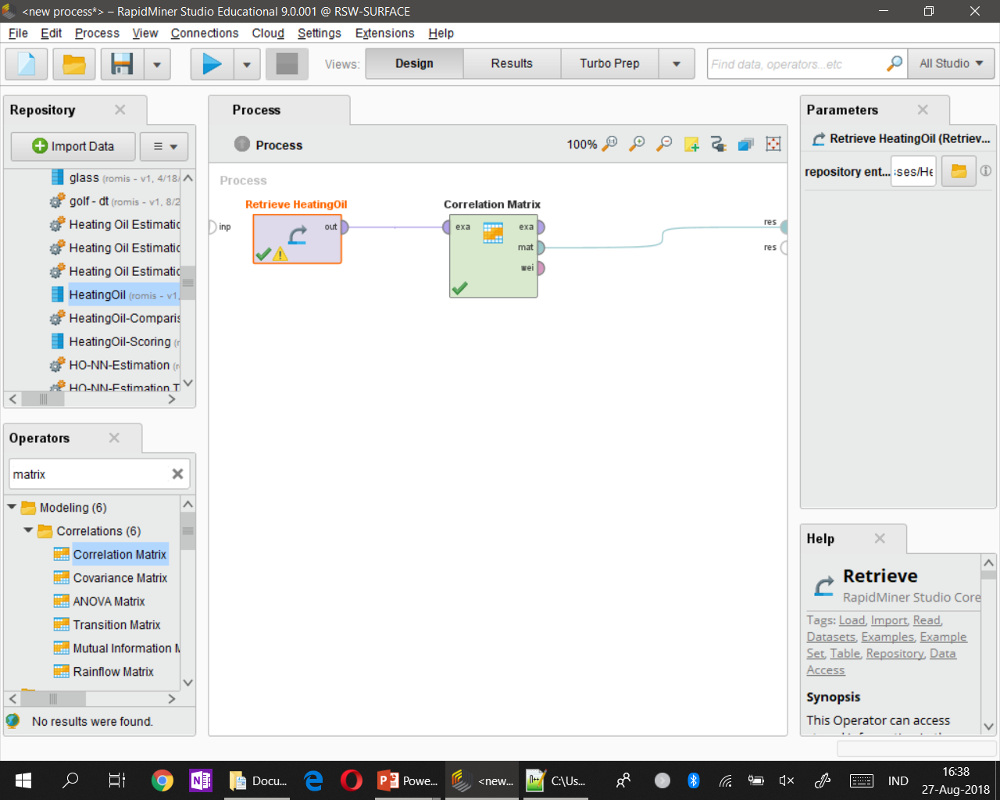 <new process*> – RapidMiner Studio Educational 9.0.001 @ RSW-SURFACE
File Edit Process View Connections Cloud Settings Extensions Help
Views: Design Results Turbo Prep
Find data, operators...etc
All Studio
Repository
Import Data
glass (romis - v1, 4/18/
golf - dt (romis - v1, 8/2
Heating Oil Estimatic
Heating Oil Estimatic
Heating Oil Estimatic
HeatingOil (romis - v1,
HeatingOil-Comparis
HeatingOil-Scoring (r
HO-NN-Estimation (r
HO-NN-Estimation T
Operators
matrix
Modeling (6)
Correlations (6)
Correlation Matrix
Covariance Matrix
ANOVA Matrix
Transition Matrix
Mutual Information M
Rainflow Matrix
No results were found.
Process
Process
100%
Process
Retrieve HeatingOil
inp
out
Correlation Matrix
exa exa
mat
wei
res
res
Parameters
Retrieve HeatingOil (Retriev...
repository ent... ses/He
Help
Retrieve
RapidMiner Studio Core
Tags: Load, Import, Read,
Datasets, Examples, Example
Set, Table, Repository, Data
Access
Synopsis
This Operator can access
Docu...
Powe...
<new...
C:\Us...
IND
16:38
27-Aug-2018